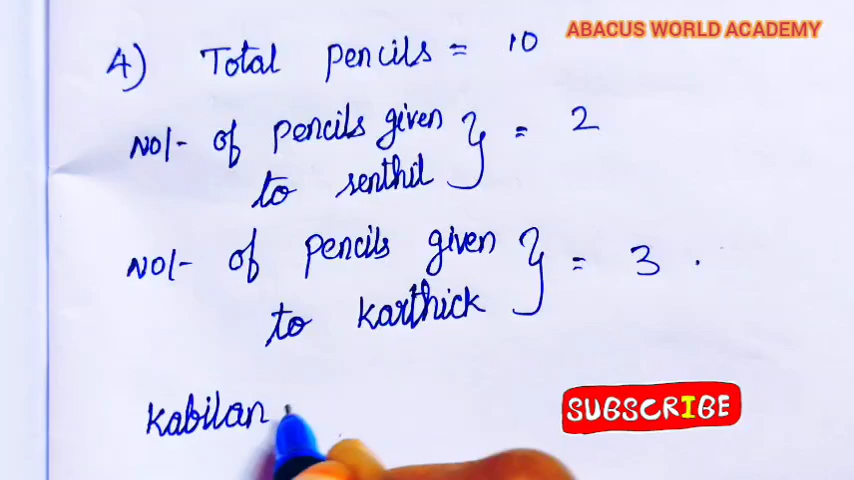 ABACUS WORLD ACADEMY
4) Total pencils = 10
NO/- of pencils given } = 2
to senthil
NO/- of pencils given } = 3 .
to karthick
kabilan
SUBSCRIBE